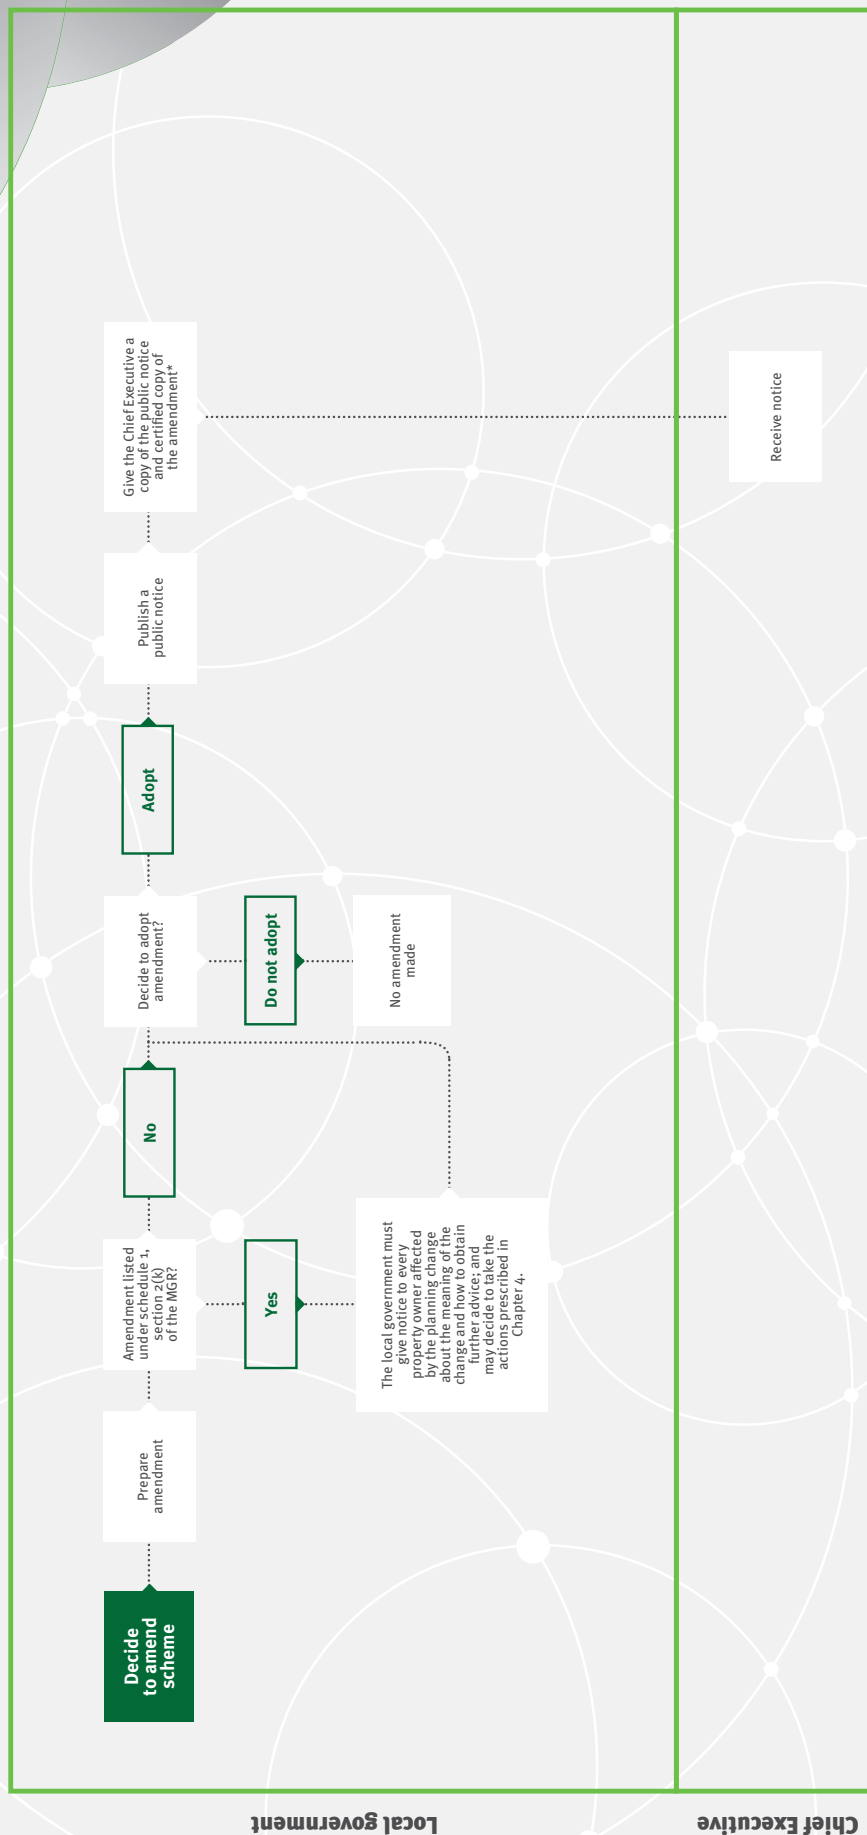 Local government
Decide
to amend
scheme
Prepare
amendment
Amendment listed
under schedule 1,
section 2(k)
of the MGR?
No
Yes
The local government must
give notice to every
property owner affected
by the planning change
about the meaning of the
change and how to obtain
further advice; and
may decide to take the
actions prescribed in
Chapter 4.
Decide to adopt
amendment?
Do not adopt
No amendment
made
Adopt
Publish a
public notice
Give the Chief Executive a
copy of the public notice
and certified copy of
the amendment*
Chief Executive
Receive notice